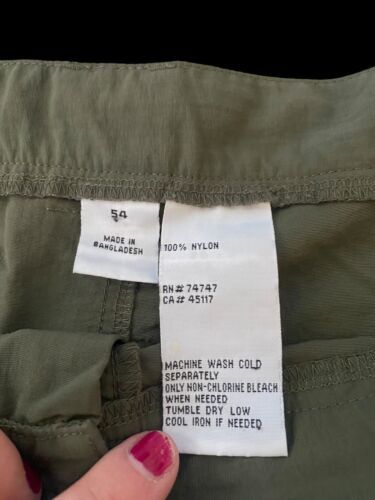 54
MADE IN
BANGLADESH
100% NYLON
RN# 74747
CA# 45117
MACHINE WASH COLD
SEPARATELY
ONLY NON-CHLORINE BLEACH
WHEN NEEDED
TUMBLE DRY LOW
COOL IRON IF NEEDED